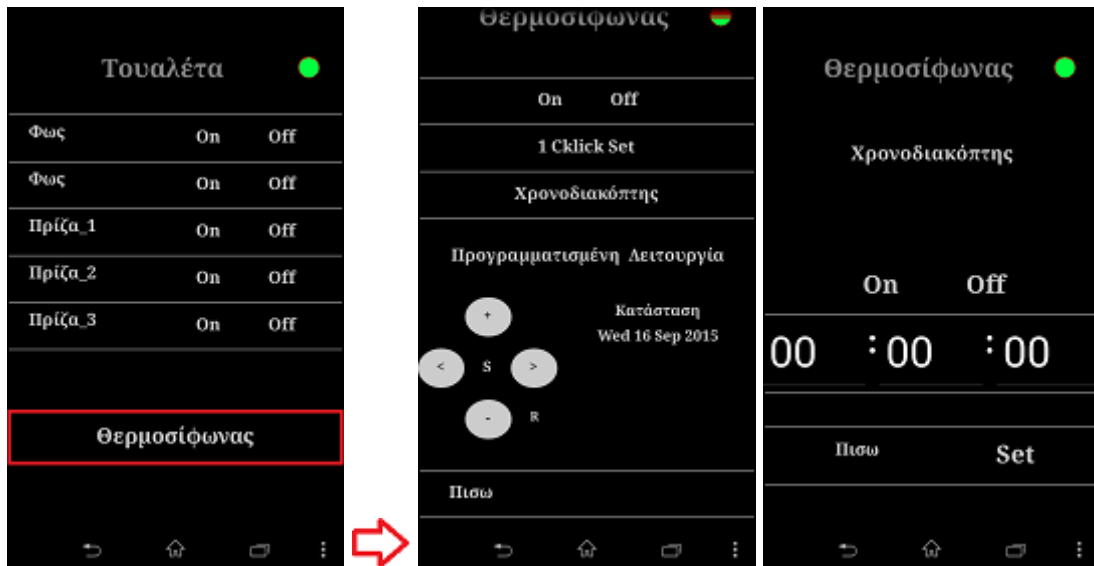 Τουαλέτα
Φως On Off
Φως On Off
Πρίζα_1 On Off
Πρίζα_2 On Off
Πρίζα_3 On Off
Θερμοσίφωνας
Θερμοσιφωνας
On Off
1 Cklick Set
Χρονοδιακόπτης
Προγραμματισμένη Λειτουργία
+
Κατάσταση
Wed 16 Sep 2015
< S >
- R
Πισω
Θερμοσίφωνας
Χρονοδιακόπτης
On Off
00 : 00 : 00
Πισω Set